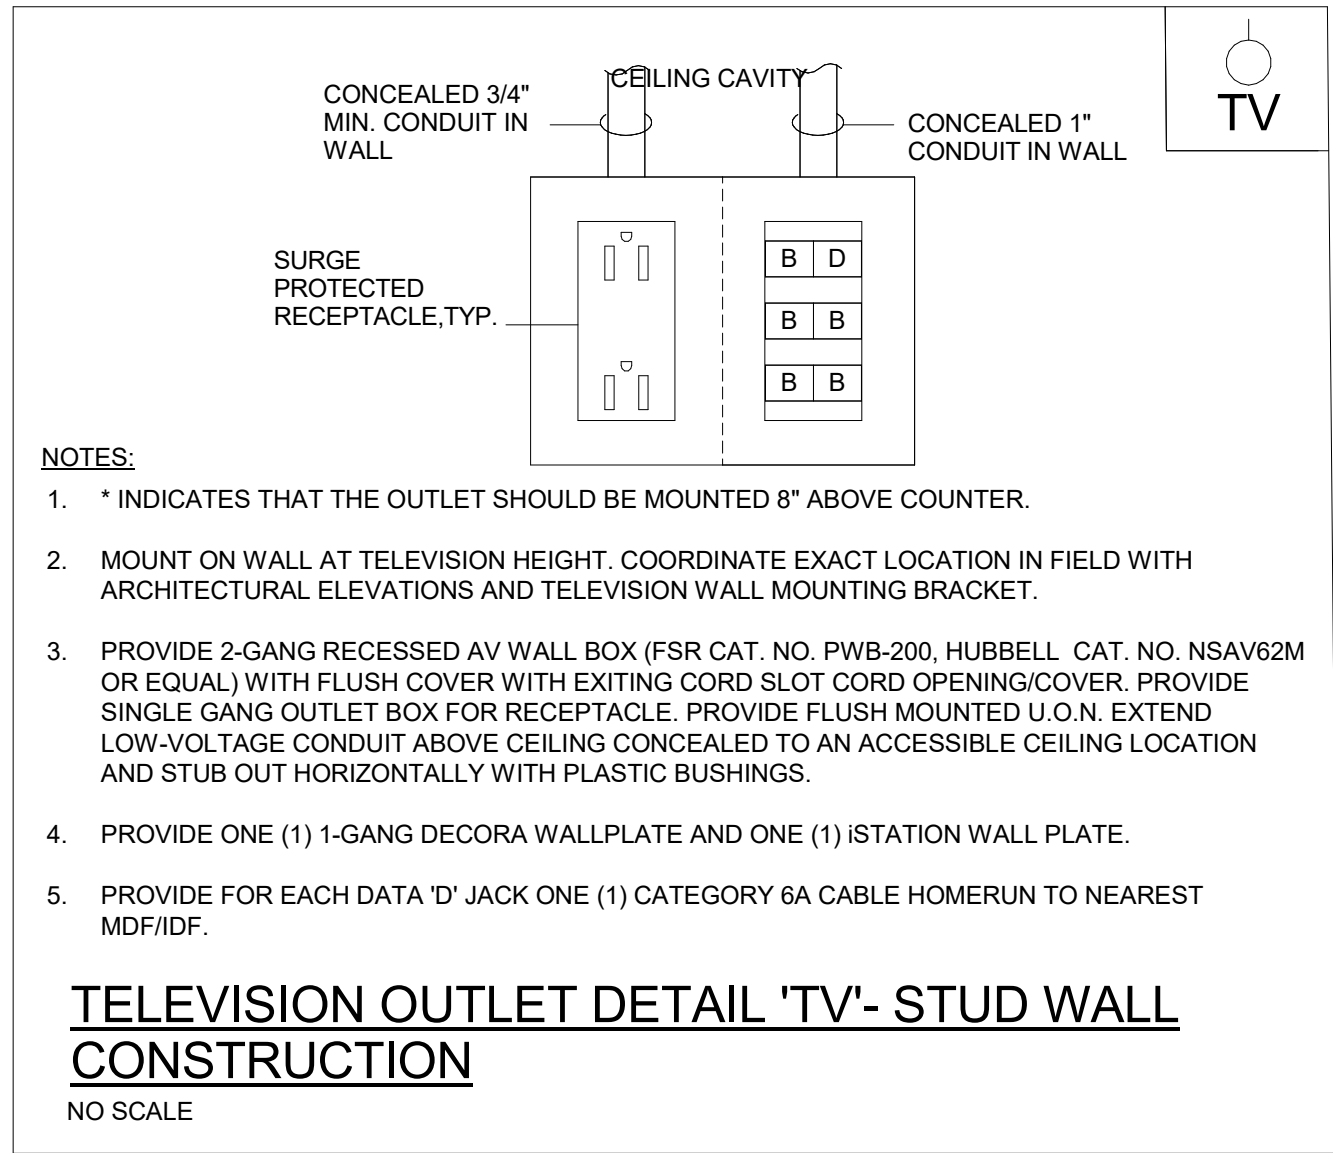 CEILING CAVITY
CONCEALED 3/4"
MIN. CONDUIT IN
WALL
CONCEALED 1"
CONDUIT IN WALL
TV
SURGE
PROTECTED
RECEPTACLE,TYP.
B D
B B
B B
NOTES:
1. * INDICATES THAT THE OUTLET SHOULD BE MOUNTED 8" ABOVE COUNTER.
2. MOUNT ON WALL AT TELEVISION HEIGHT. COORDINATE EXACT LOCATION IN FIELD WITH
ARCHITECTURAL ELEVATIONS AND TELEVISION WALL MOUNTING BRACKET.
3. PROVIDE 2-GANG RECESSED AV WALL BOX (FSR CAT. NO. PWB-200, HUBBELL CAT. NO. NSAV62M
OR EQUAL) WITH FLUSH COVER WITH EXITING CORD SLOT CORD OPENING/COVER. PROVIDE
SINGLE GANG OUTLET BOX FOR RECEPTACLE. PROVIDE FLUSH MOUNTED U.O.N. EXTEND
LOW-VOLTAGE CONDUIT ABOVE CEILING CONCEALED TO AN ACCESSIBLE CEILING LOCATION
AND STUB OUT HORIZONTALLY WITH PLASTIC BUSHINGS.
4. PROVIDE ONE (1) 1-GANG DECORA WALLPLATE AND ONE (1) iSTATION WALL PLATE.
5. PROVIDE FOR EACH DATA 'D' JACK ONE (1) CATEGORY 6A CABLE HOMERUN TO NEAREST
MDF/IDF.
TELEVISION OUTLET DETAIL 'TV'- STUD WALL
CONSTRUCTION
NO SCALE